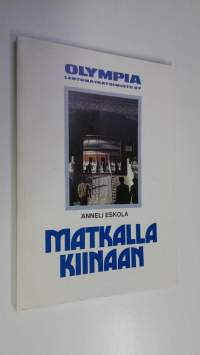 OLYMPIA
LENTOMATKATOIMISTO OY
ANNELI ESKOLA
MATKALLA
KIINAAN